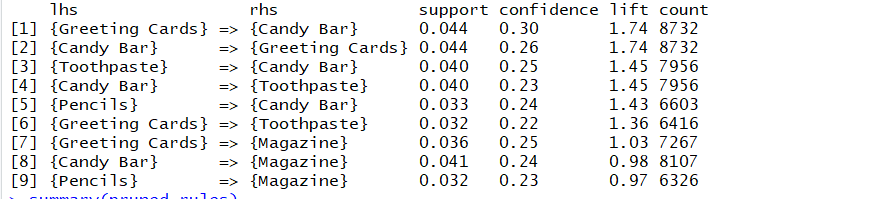 lhs                 rhs              support confidence lift count
[1] {Greeting Cards} => {Candy Bar}      0.044   0.30       1.74 8732
[2] {Candy Bar}      => {Greeting Cards} 0.044   0.26       1.74 8732
[3] {Toothpaste}     => {Candy Bar}      0.040   0.25       1.45 7956
[4] {Candy Bar}      => {Toothpaste}     0.040   0.23       1.45 7956
[5] {Pencils}        => {Candy Bar}      0.033   0.24       1.43 6603
[6] {Greeting Cards} => {Toothpaste}     0.032   0.22       1.36 6416
[7] {Greeting Cards} => {Magazine}       0.036   0.25       1.03 7267
[8] {Candy Bar}      => {Magazine}       0.041   0.24       0.98 8107
[9] {Pencils}        => {Magazine}       0.032   0.23       0.97 6326
> summary(pruned_rules)